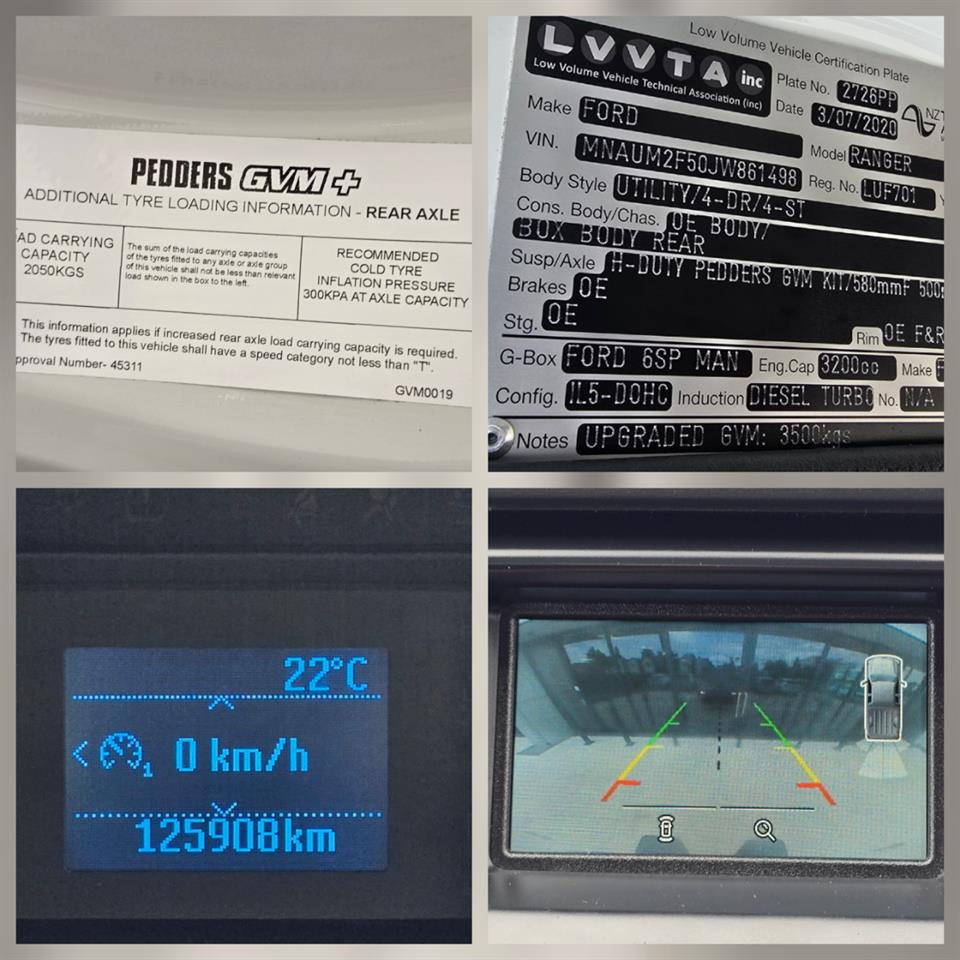 PEDDERS GVM+
ADDITIONAL TYRE LOADING INFORMATION - REAR AXLE
AD CARRYING
CAPACITY
2050KGS
The sum of the load carrying capacities
of the tyres fitted to any axle or axle group
of this vehicle shall not be less than relevant
load shown in the box to the left.
RECOMMENDED
COLD TYRE
INFLATION PRESSURE
300KPA AT AXLE CAPACITY
This information applies if increased rear axle load carrying capacity is required.
The tyres fitted to this vehicle shall have a speed category not less than "T".
pproval Number- 45311
GVM0019
Low Volume Vehicle Certification Plate
LVVTA inc
Low Volume Vehicle Technical Association (inc)
Plate No. 2726PP
Date 3/07/2020
NZT
Make FORD
Model RANGER
VIN. MNAUM2F50JW861498
Reg. No. LUF701
Body Style UTILITY/4-DR/4-ST
Cons. Body/Chas. OE BODY/
BOX BODY REAR
Susp/Axle H-DUTY PEDDERS GVM KIT/580mmF 500
Brakes OE
Stg. OE
Rim OE F&R
G-Box FORD 6SP MAN
Eng.Cap 3200cc
Make F
Config. IL5-DOHC
Induction DIESEL TURBO
No. N/A
Notes UPGRADED GVM: 3500kgs
22°C
1 0 km/h
125908km